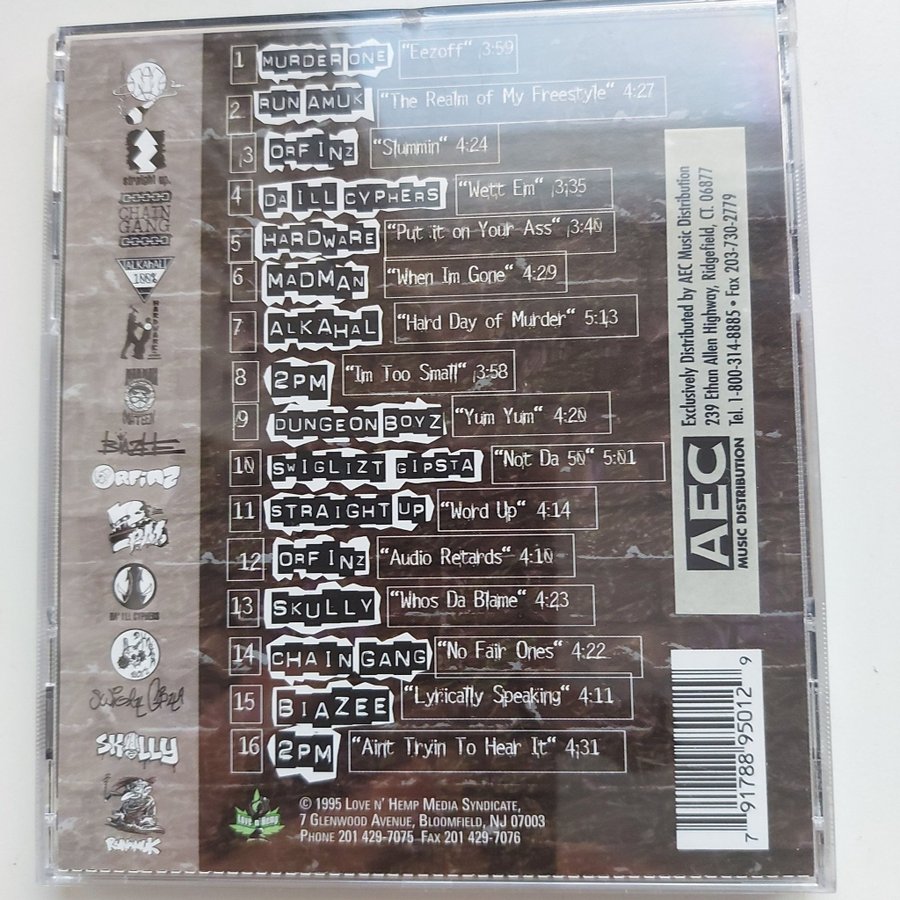 1 MURDER ONE "Eezoff" 3:59
2 RUN AMUK "The Realm of My Freestyle" 4:27
3 ORFINZ "Slummin" 4:24
4 DA ILL CYPHERS "Wett Em" 3:35
5 HARDWARE "Put it on Your Ass" 3:40
6 MADMAN "When Im Gone" 4:29
7 ALKAHAL "Hard Day of Murder" 5:13
8 2PM "Im Too Small" 3:58
9 DUNGEON BOYZ "Yum Yum" 4:20
10 SWIGLIZT GIPSTA "Not Da 50" 5:01
11 STRAIGHT UP "Word Up" 4:14
12 ORFINZ "Audio Retards" 4:10
13 SKULLY "Whos Da Blame" 4:23
14 CHAIN GANG "No Fair Ones" 4:22
15 BIAZEE "Lyrically Speaking" 4:11
16 2PM "Aint Tryin To Hear It" 4:31
Love n' Hemp
© 1995 LOVE N' HEMP MEDIA SYNDICATE,
7 GLENWOOD AVENUE, BLOOMFIELD, NJ 07003
PHONE 201 429-7075 FAX 201 429-7076
straight up.
CHAIN
GANG
ALKAHAL
100%
HARDWARE
BIAZEE
ORFINZ
2 P.M.
DA ILL CYPHERS
SKULLY
RUNAMUK
AEC
MUSIC DISTRIBUTION
Exclusively Distributed by AEC Music Distribution
239 Ethan Allen Highway, Ridgefield, CT. 06877
Tel. 1-800-314-8885 • Fax 203-730-2779
7 91788 95012 9